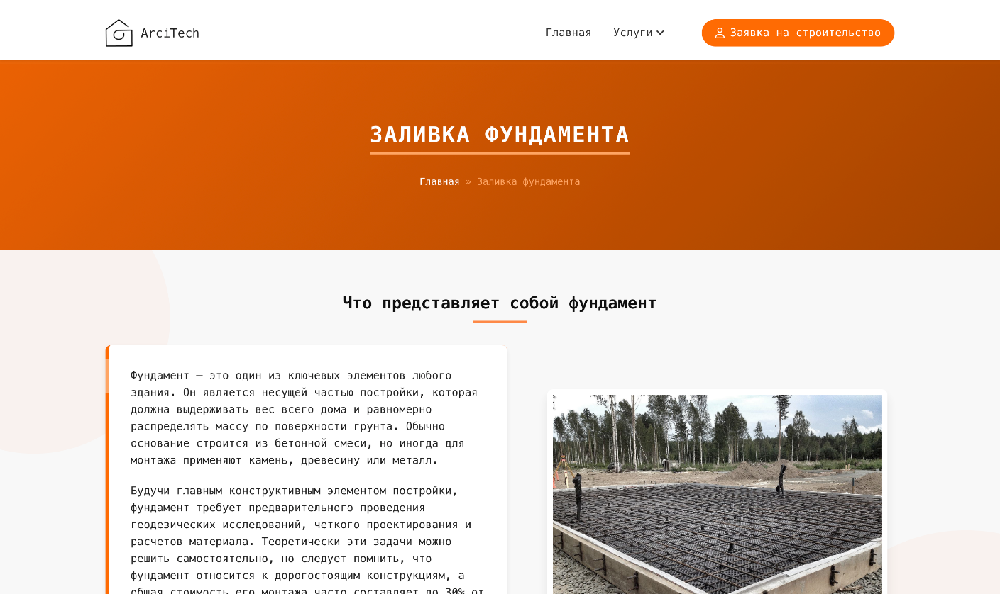 ArciTech
Главная
Услуги
Заявка на строительство
ЗАЛИВКА ФУНДАМЕНТА
Главная » Заливка фундамента
Что представляет собой фундамент
Фундамент — это один из ключевых элементов любого
здания. Он является несущей частью постройки, которая
должна выдерживать вес всего дома и равномерно
распределять массу по поверхности грунта. Обычно
основание строится из бетонной смеси, но иногда для
монтажа применяют камень, древесину или металл.
Будучи главным конструктивным элементом постройки,
фундамент требует предварительного проведения
геодезических исследований, четкого проектирования и
расчетов материала. Теоретически эти задачи можно
решить самостоятельно, но следует помнить, что
фундамент относится к дорогостоящим конструкциям, а
общая стоимость его монтажа часто составляет до 30% от